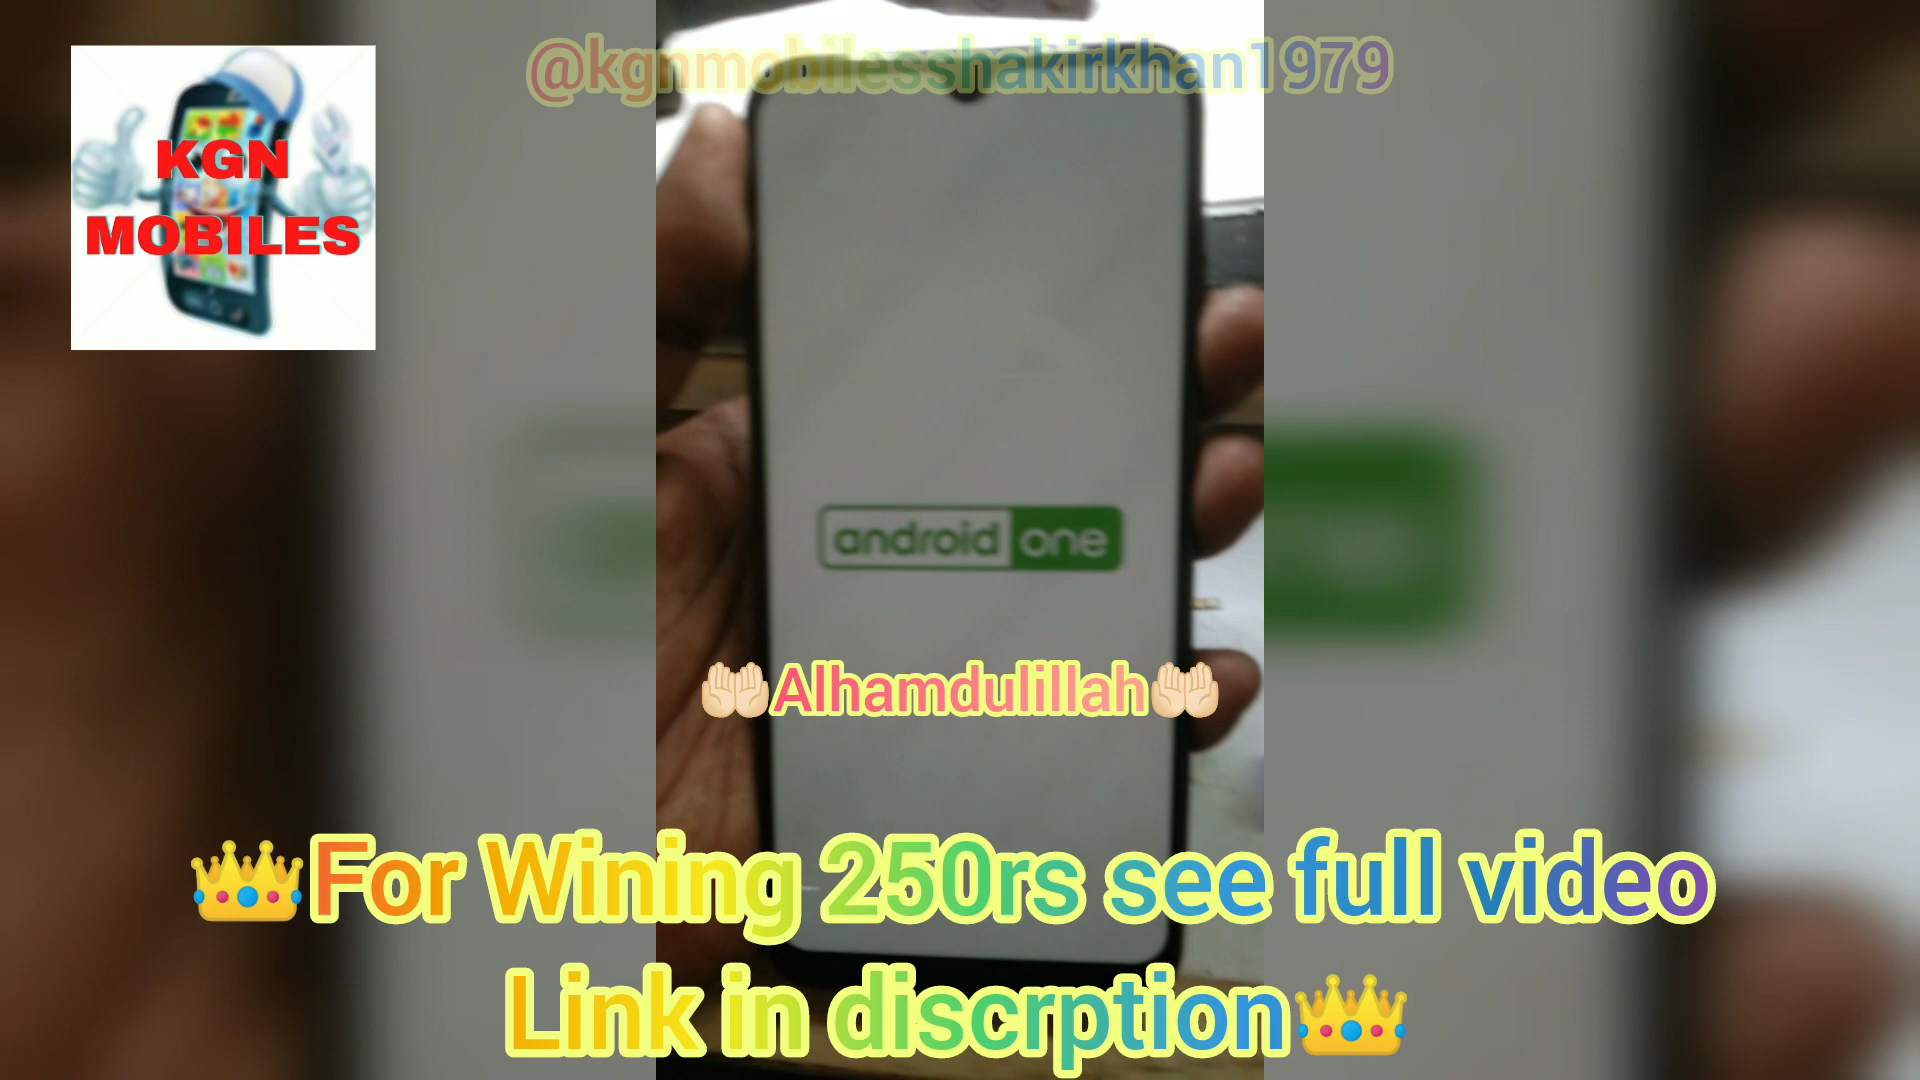 @kgnmobilesshakirkhan1979
KGN
MOBILES
android one
🤲🏻Alhamdulillah🤲🏻
👑For Wining 250rs see full video
Link in discrption👑